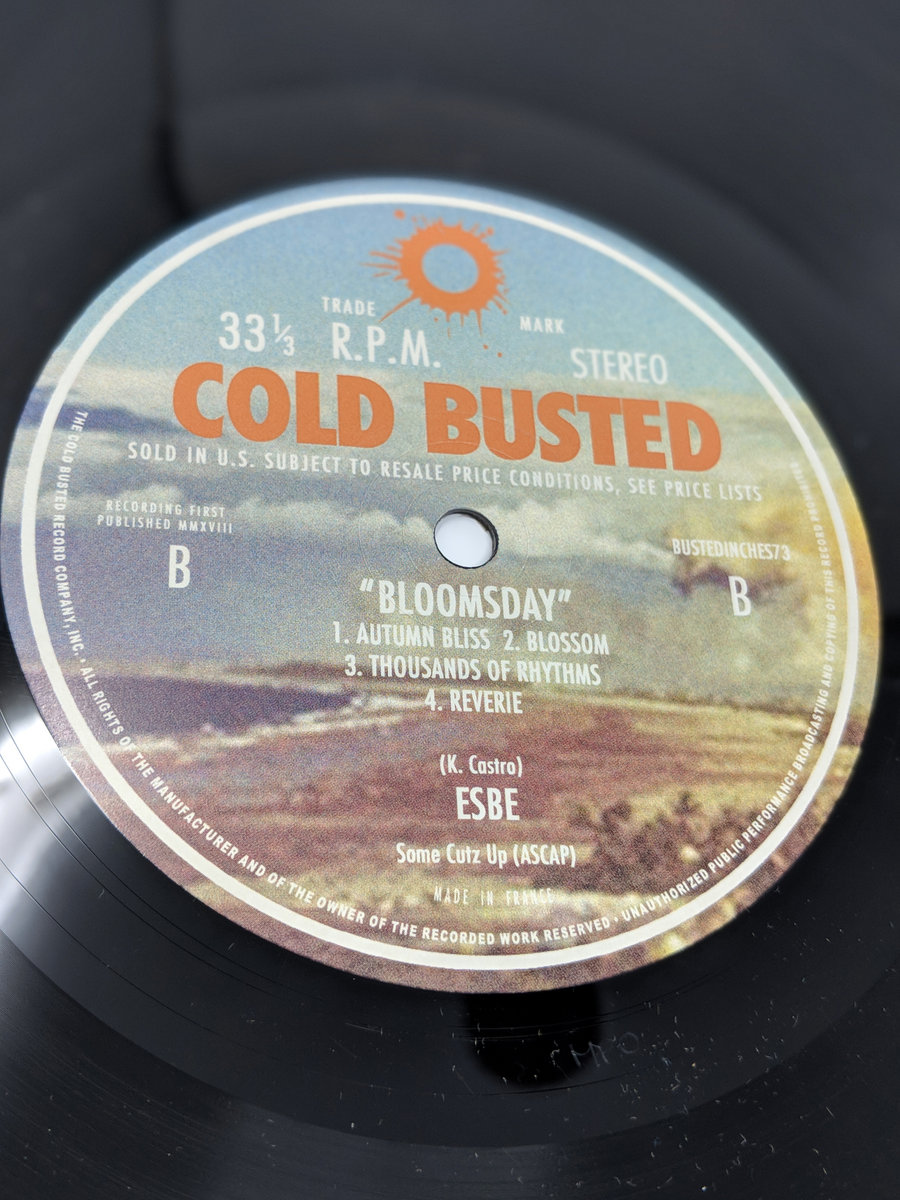 TRADE MARK
33⅓ R.P.M. STEREO
COLD BUSTED
SOLD IN U.S. SUBJECT TO RESALE PRICE CONDITIONS, SEE PRICE LISTS
RECORDING FIRST
PUBLISHED MMXVIII
B
BUSTEDINCHES73
B
"BLOOMSDAY"
1. AUTUMN BLISS 2. BLOSSOM
3. THOUSANDS OF RHYTHMS
4. REVERIE
(K. Castro)
ESBE
Some Cutz Up (ASCAP)
MADE IN FRANCE
THE COLD BUSTED RECORD COMPANY, INC. • ALL RIGHTS OF THE MANUFACTURER AND OF THE OWNER OF THE RECORDED WORK RESERVED • UNAUTHORIZED PUBLIC PERFORMANCE BROADCASTING AND COPYING OF THIS RECORD PROHIBITED